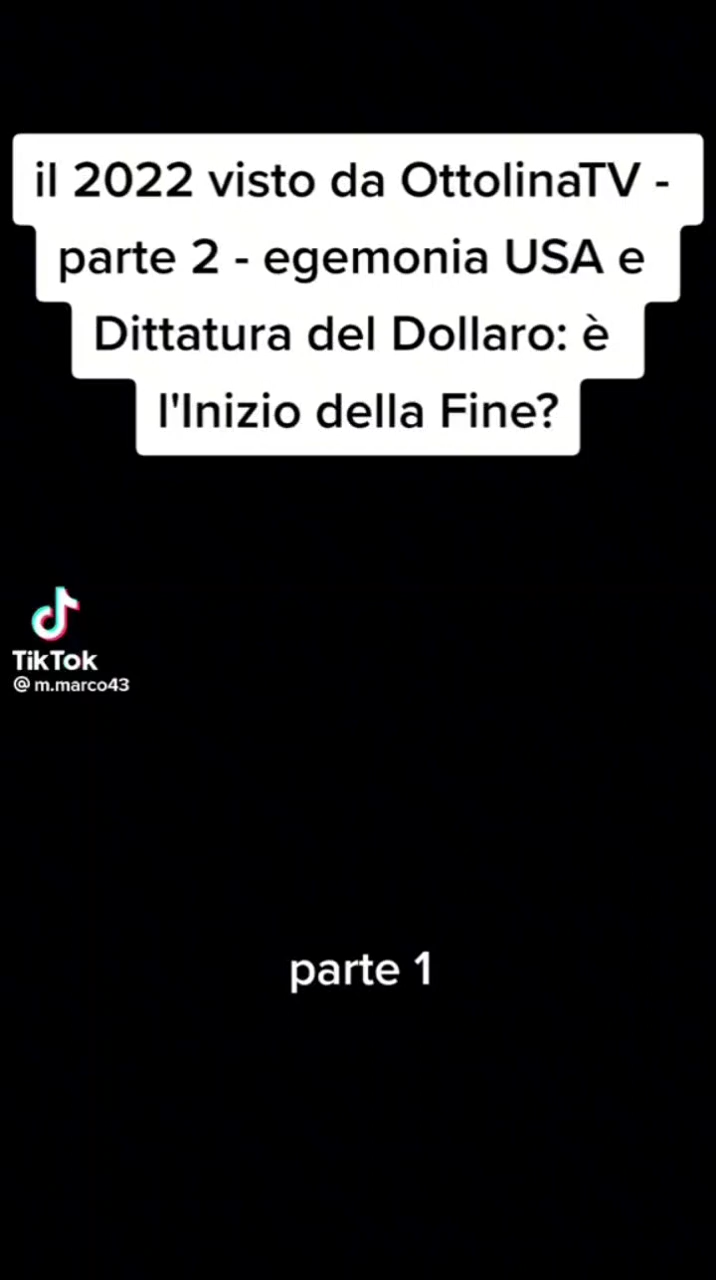 il 2022 visto da OttolinaTV -
parte 2 - egemonia USA e
Dittatura del Dollaro: è
l'Inizio della Fine?
TikTok
@m.marco43
parte 1